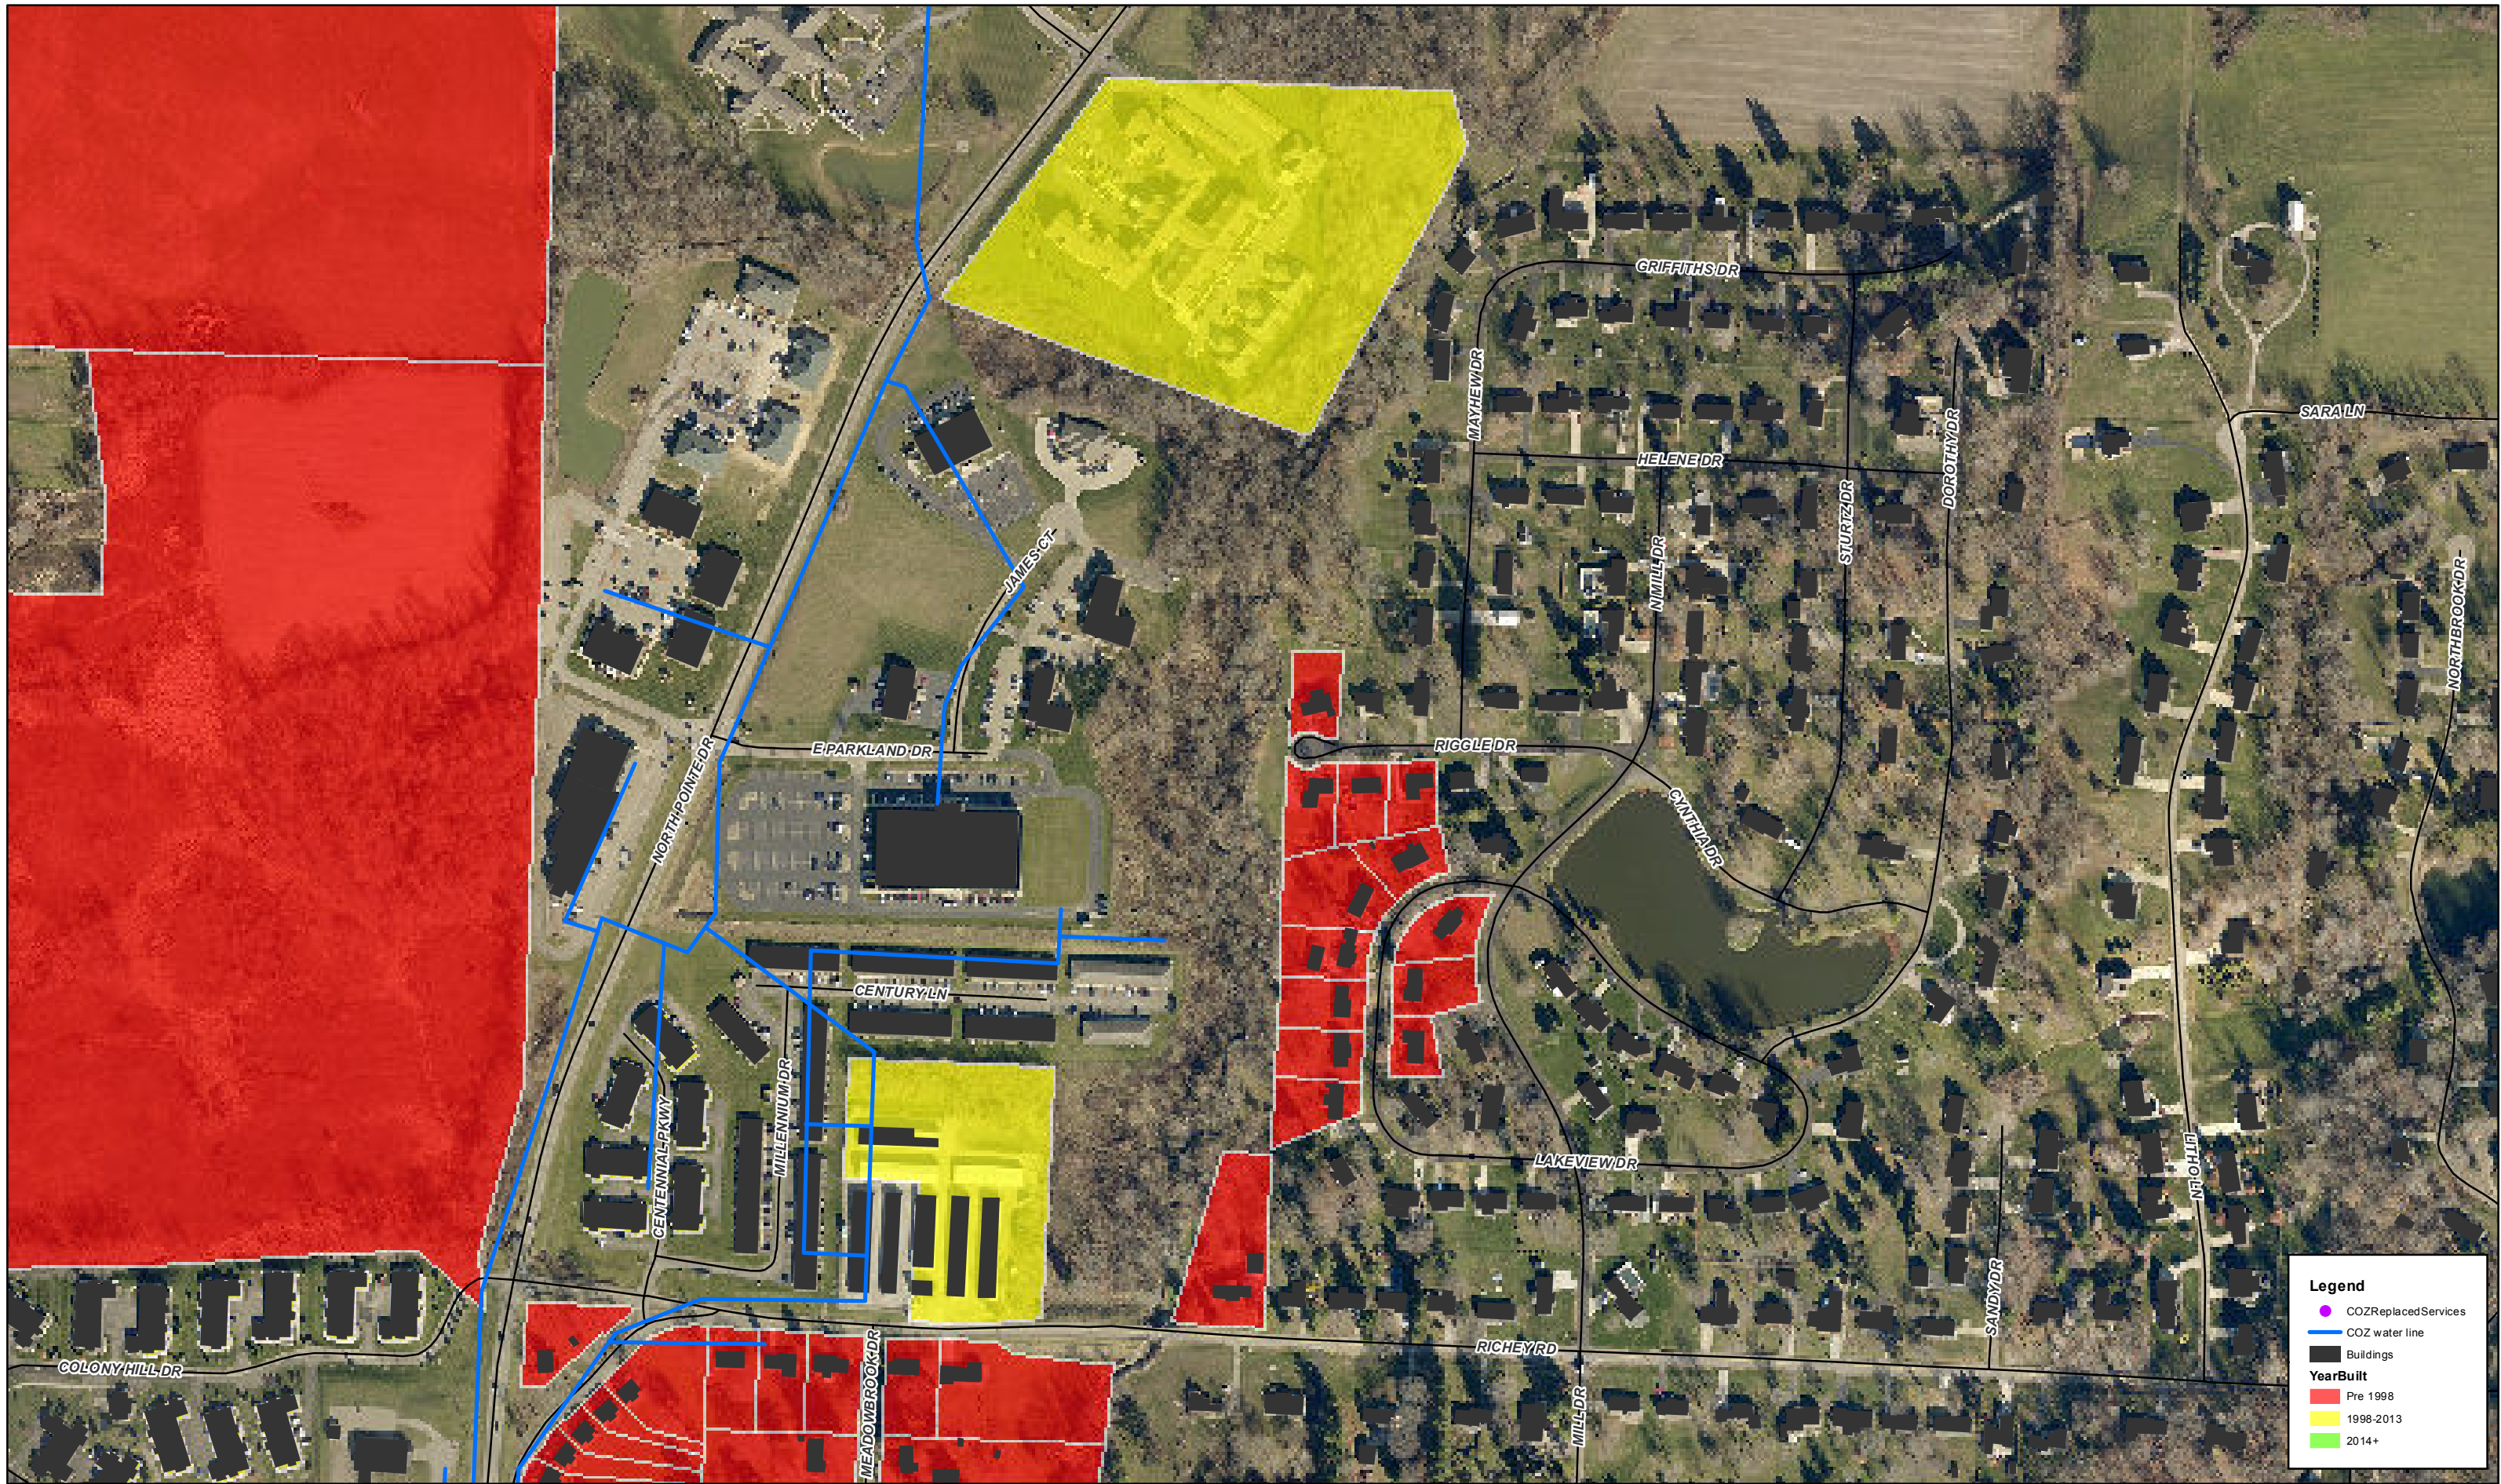 GRIFFITHS DR
MAYHEW DR
SARA LN
DOROTHY DR
HELENE DR
STURTZ DR
N MILL DR
JAMES CT
NORTHBROOK DR
E PARKLAND DR
RIGGLE DR
NORTH POINTE DR
CYNTHIA DR
CENTURY LN
MILLENNIUM DR
CENTENNIAL PKWY
LAKEVIEW DR
LITHO LN
SANDY DR
RICHEY RD
COLONY HILL DR
MEADOWBROOK DR
MILL DR
Legend
COZReplacedServices
COZ water line
Buildings
YearBuilt
Pre 1998
1998-2013
2014+